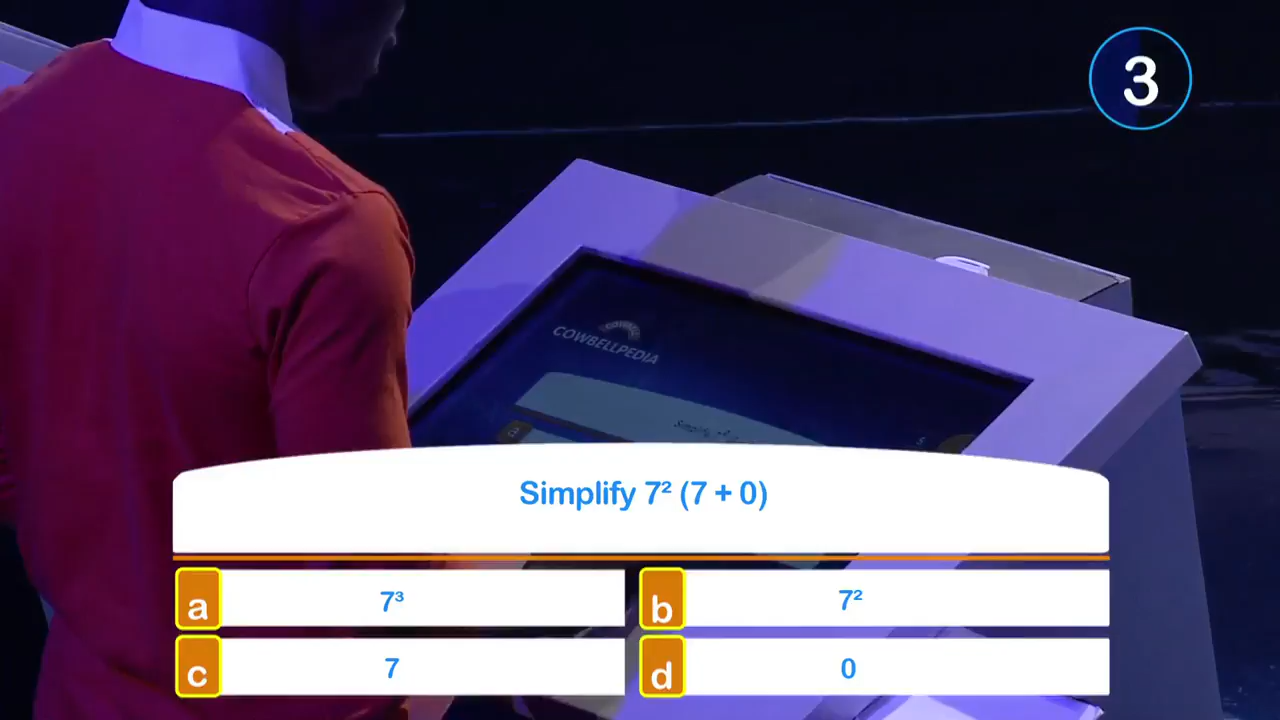 3
COWBELLPEDIA
Simplify 7² (7 + 0)
a 7³
b 7²
c 7
d 0